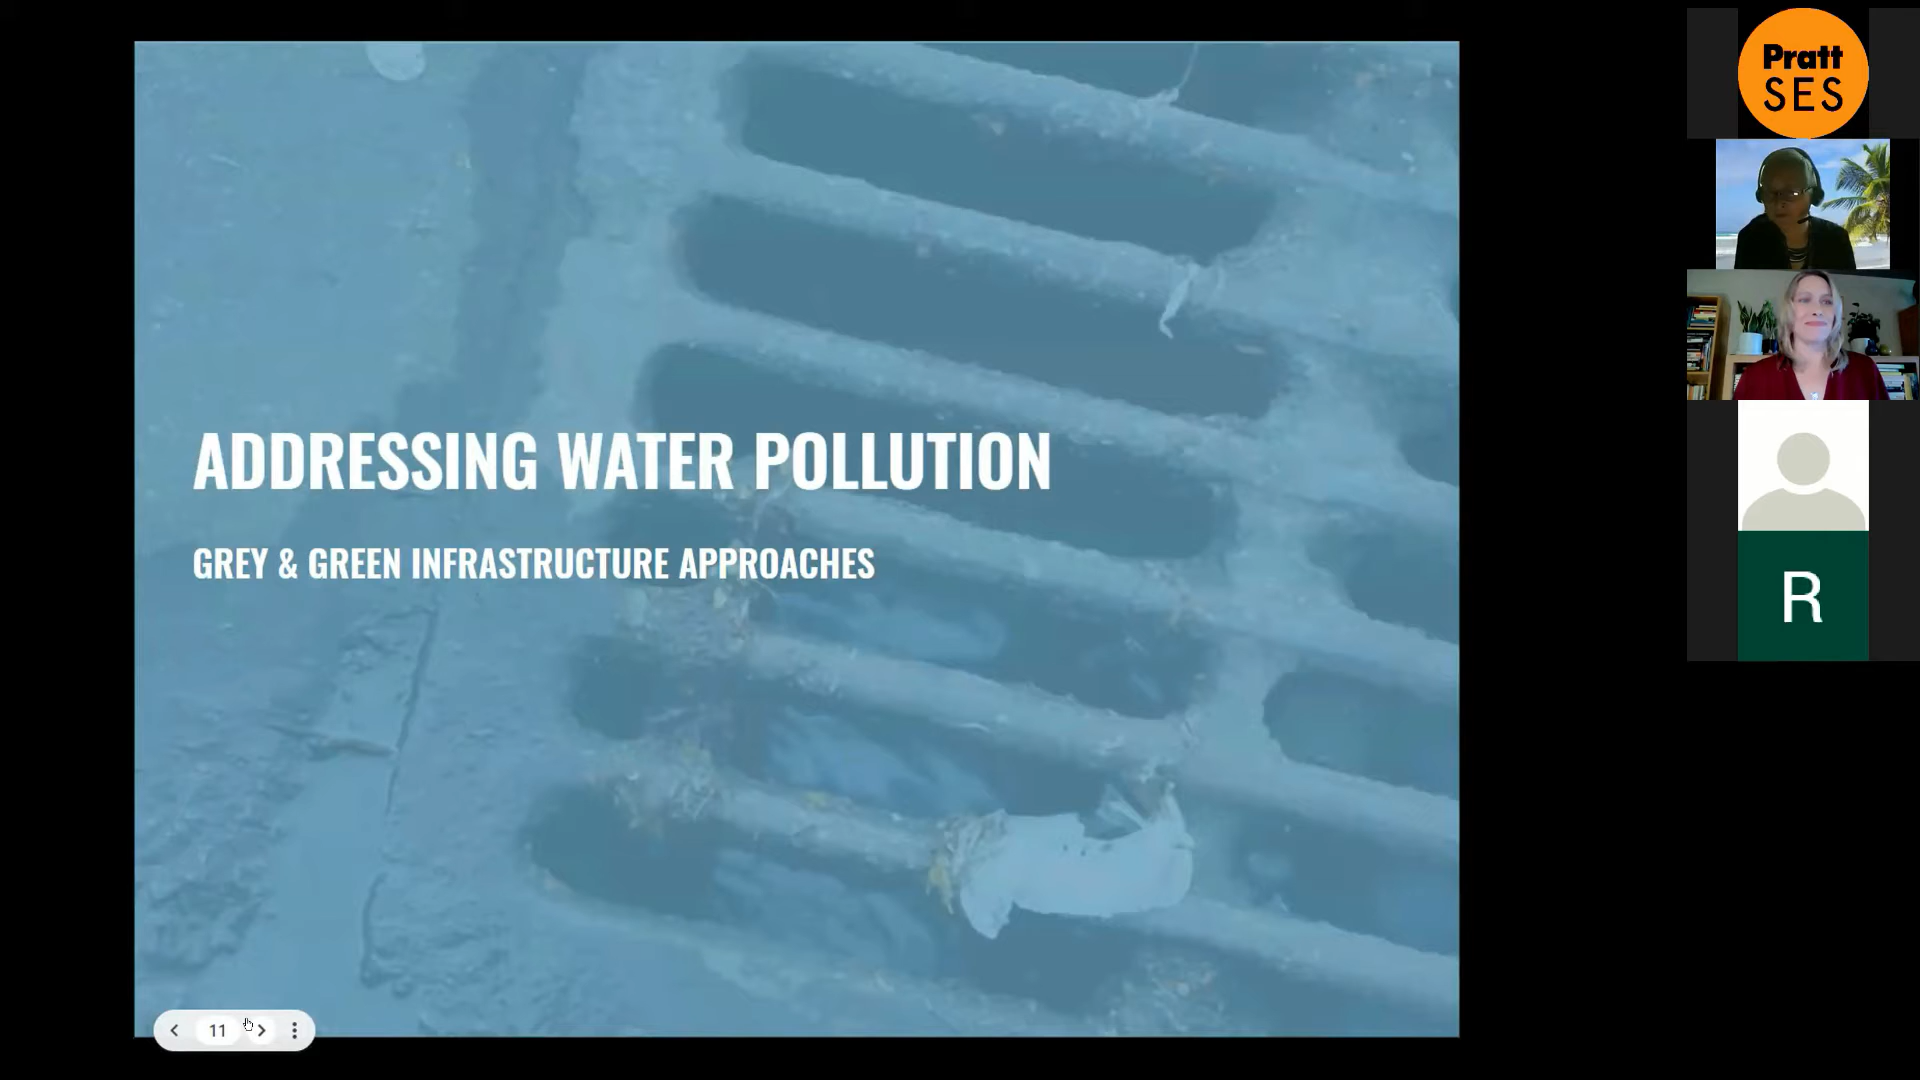 ADDRESSING WATER POLLUTION
GREY & GREEN INFRASTRUCTURE APPROACHES
11
Pratt
SES
R